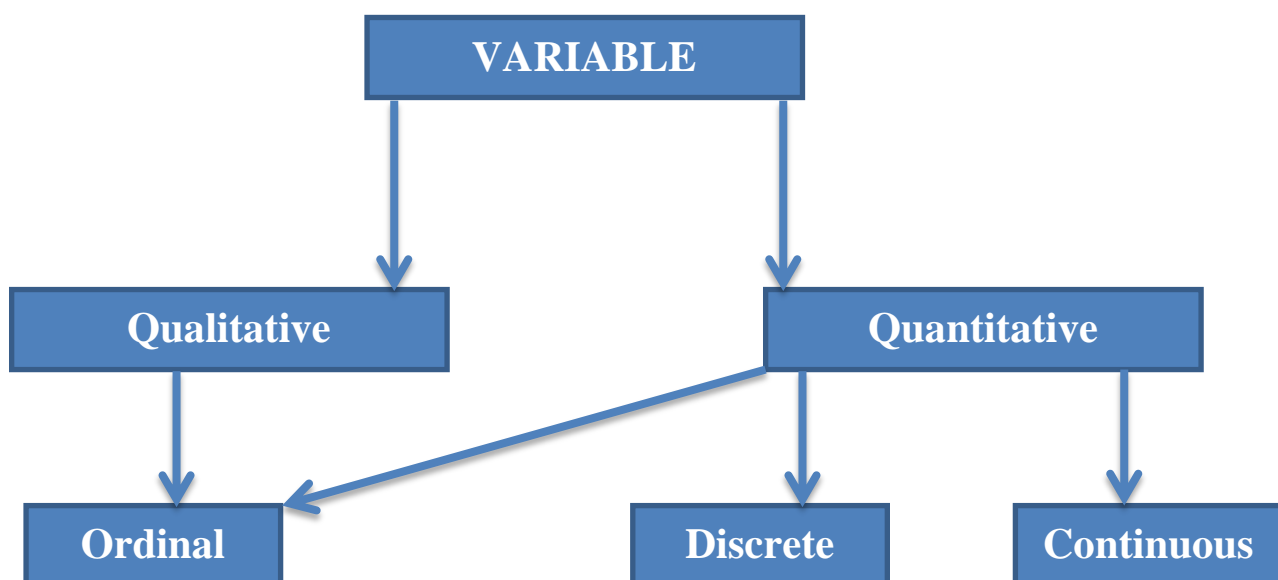 VARIABLE
Qualitative
Quantitative
Ordinal
Discrete
Continuous